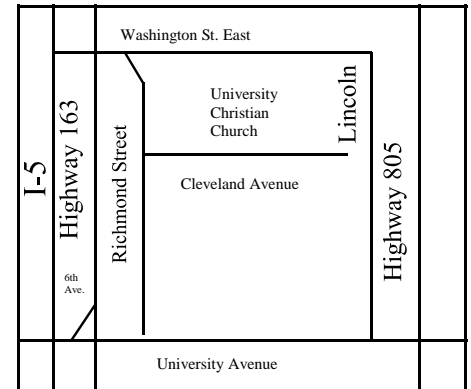 Washington St. East
University
Christian
Church
Lincoln
I-5
Highway 163
Richmond Street
Cleveland Avenue
Highway 805
6th
Ave.
University Avenue